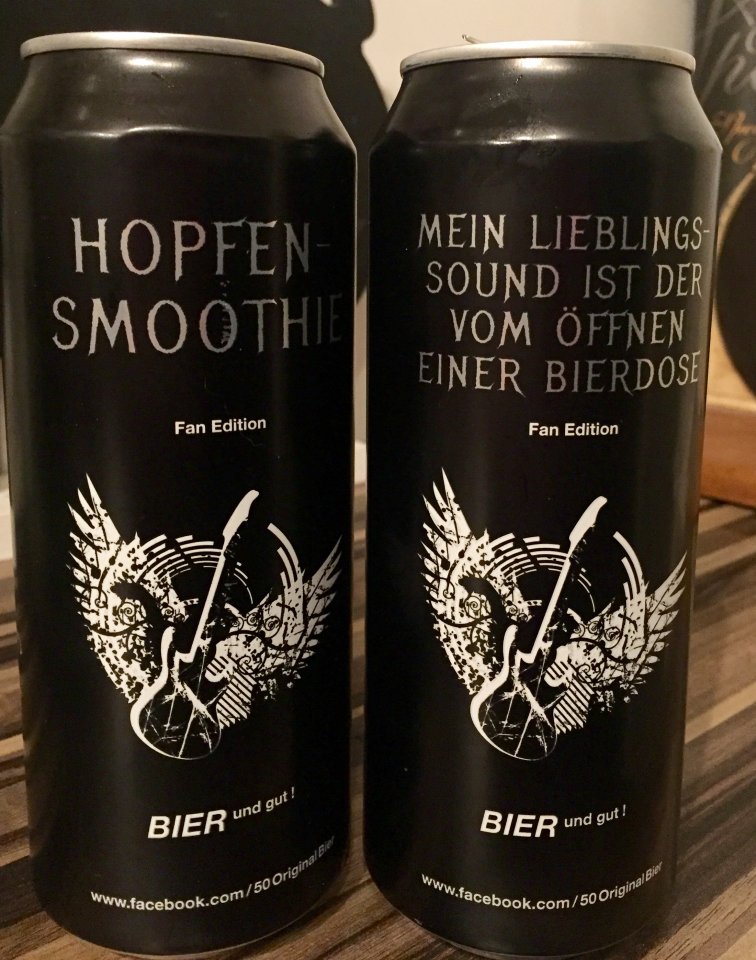 HOPFEN-
SMOOTHIE
Fan Edition
BIER und gut !
www.facebook.com/50OriginalBier
MEIN LIEBLINGS-
SOUND IST DER
VOM ÖFFNEN
EINER BIERDOSE
Fan Edition
BIER und gut !
www.facebook.com/50OriginalBier